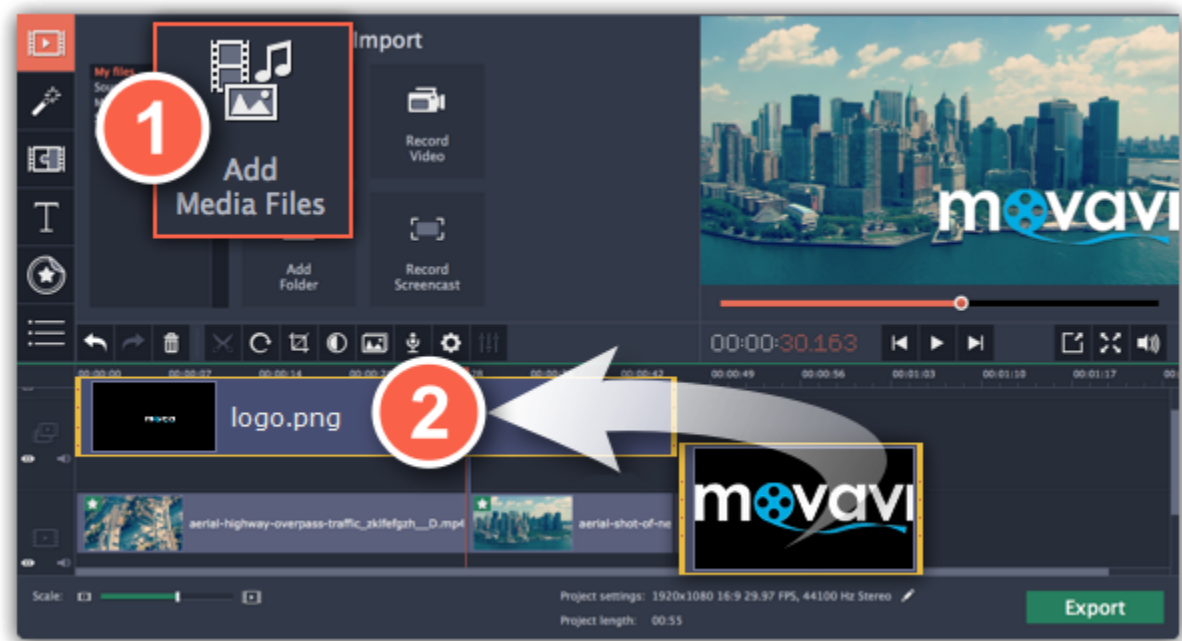 Import
My files
1
Add
Media Files
Record
Video
Add
Folder
Record
Screencast
movavi
00:00:30.163
00:00:00
00:00:07
00:00:14
00:00:42
00:00:49
00:00:56
00:01:03
00:01:10
00:01:17
logo.png
2
movavi
aerial-highway-overpass-traffic_zklfefgzh__D.mp4
aerial-shot-of-ne
Scale:
Project settings: 1920x1080 16:9 29.97 FPS, 44100 Hz Stereo
Project length: 00:55
Export